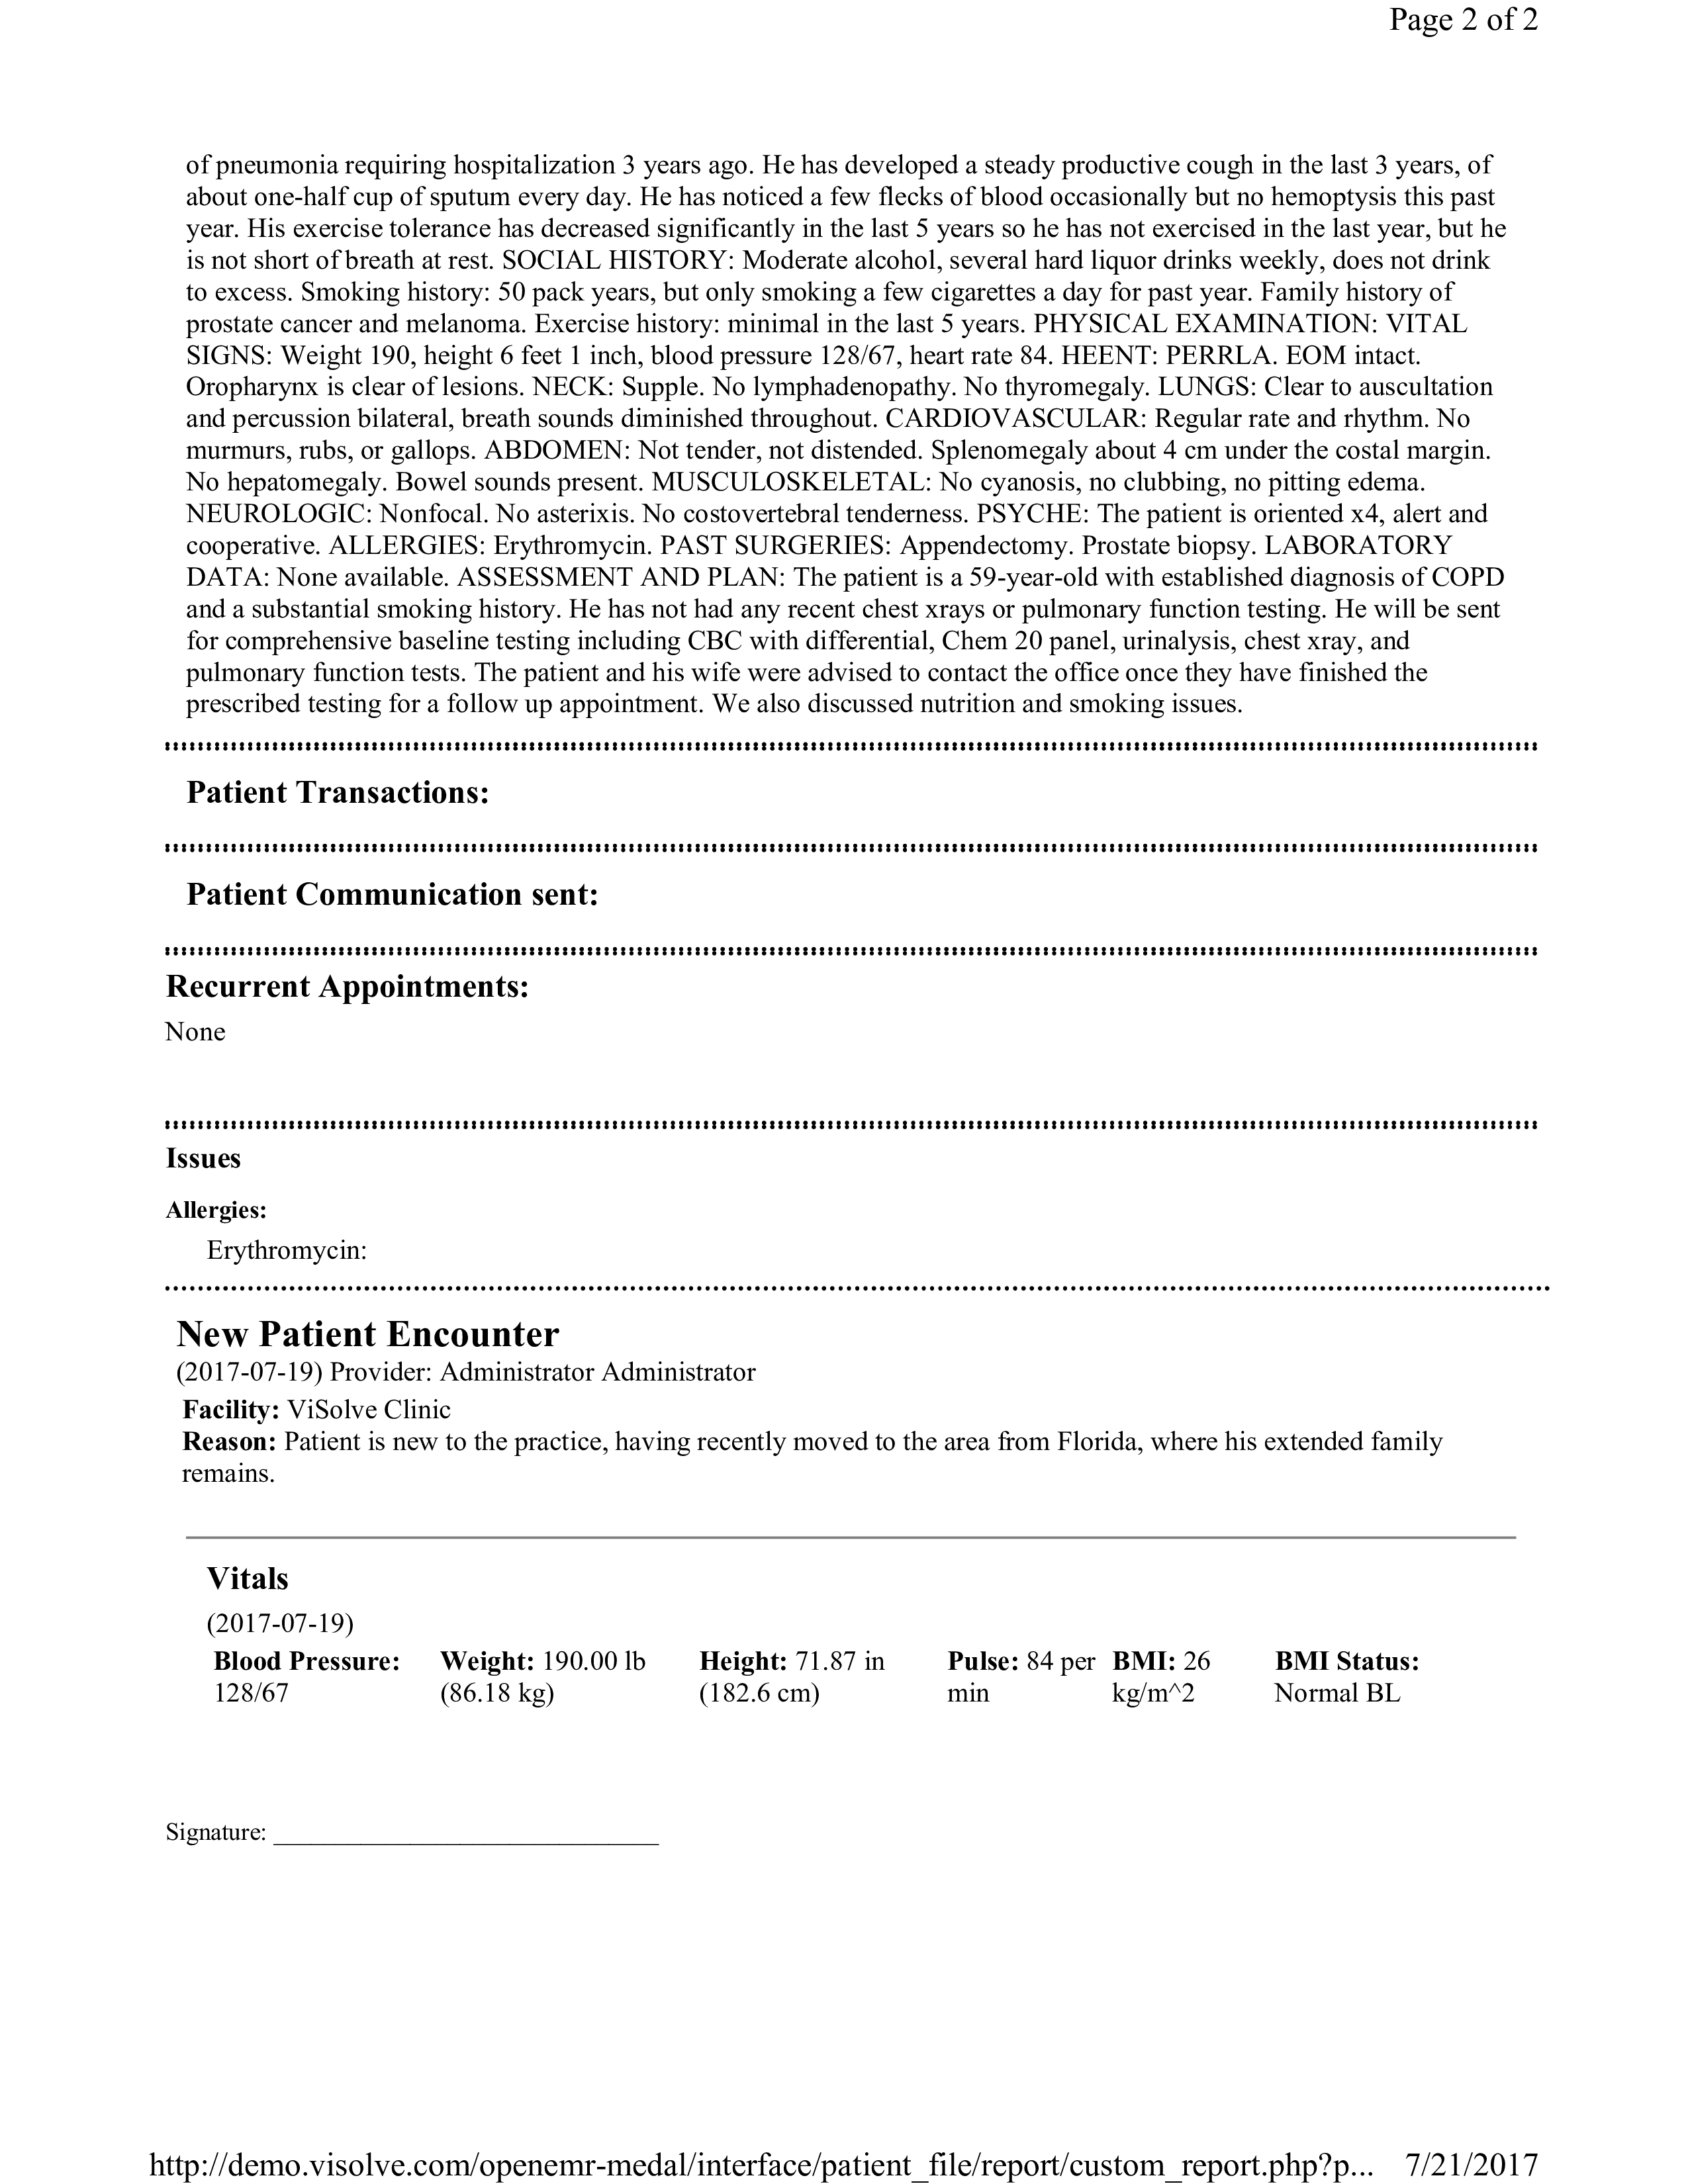 Page 2 of 2
of pneumonia requiring hospitalization 3 years ago. He has developed a steady productive cough in the last 3 years, of
about one-half cup of sputum every day. He has noticed a few flecks of blood occasionally but no hemoptysis this past
year. His exercise tolerance has decreased significantly in the last 5 years so he has not exercised in the last year, but he
is not short of breath at rest. SOCIAL HISTORY: Moderate alcohol, several hard liquor drinks weekly, does not drink
to excess. Smoking history: 50 pack years, but only smoking a few cigarettes a day for past year. Family history of
prostate cancer and melanoma. Exercise history: minimal in the last 5 years. PHYSICAL EXAMINATION: VITAL
SIGNS: Weight 190, height 6 feet 1 inch, blood pressure 128/67, heart rate 84. HEENT: PERRLA. EOM intact.
Oropharynx is clear of lesions. NECK: Supple. No lymphadenopathy. No thyromegaly. LUNGS: Clear to auscultation
and percussion bilateral, breath sounds diminished throughout. CARDIOVASCULAR: Regular rate and rhythm. No
murmurs, rubs, or gallops. ABDOMEN: Not tender, not distended. Splenomegaly about 4 cm under the costal margin.
No hepatomegaly. Bowel sounds present. MUSCULOSKELETAL: No cyanosis, no clubbing, no pitting edema.
NEUROLOGIC: Nonfocal. No asterixis. No costovertebral tenderness. PSYCHE: The patient is oriented x4, alert and
cooperative. ALLERGIES: Erythromycin. PAST SURGERIES: Appendectomy. Prostate biopsy. LABORATORY
DATA: None available. ASSESSMENT AND PLAN: The patient is a 59-year-old with established diagnosis of COPD
and a substantial smoking history. He has not had any recent chest xrays or pulmonary function testing. He will be sent
for comprehensive baseline testing including CBC with differential, Chem 20 panel, urinalysis, chest xray, and
pulmonary function tests. The patient and his wife were advised to contact the office once they have finished the
prescribed testing for a follow up appointment. We also discussed nutrition and smoking issues.
Patient Transactions:
Patient Communication sent:
Recurrent Appointments:
None
Issues
Allergies:
Erythromycin:
New Patient Encounter
(2017-07-19) Provider: Administrator Administrator
Facility: ViSolve Clinic
Reason: Patient is new to the practice, having recently moved to the area from Florida, where his extended family
remains.
Vitals
(2017-07-19)
Blood Pressure: Weight: 190.00 lb Height: 71.87 in Pulse: 84 per BMI: 26 BMI Status:
128/67 (86.18 kg) (182.6 cm) min kg/m^2 Normal BL
Signature: _______________________________
http://demo.visolve.com/openemr-medal/interface/patient_file/report/custom_report.php?p... 7/21/2017